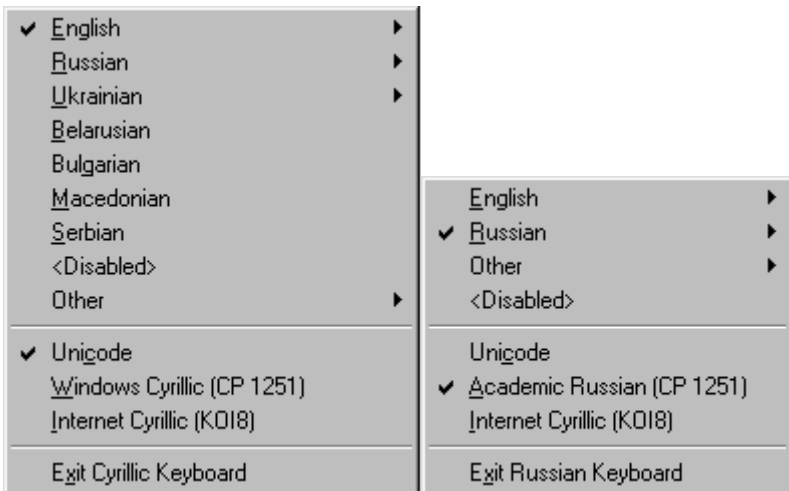 English
Russian
Ukrainian
Belarusian
Bulgarian
Macedonian
Serbian
<Disabled>
Other
Unicode
Windows Cyrillic (CP 1251)
Internet Cyrillic (KOI8)
Exit Cyrillic Keyboard
English
Russian
Other
<Disabled>
Unicode
Academic Russian (CP 1251)
Internet Cyrillic (KOI8)
Exit Russian Keyboard